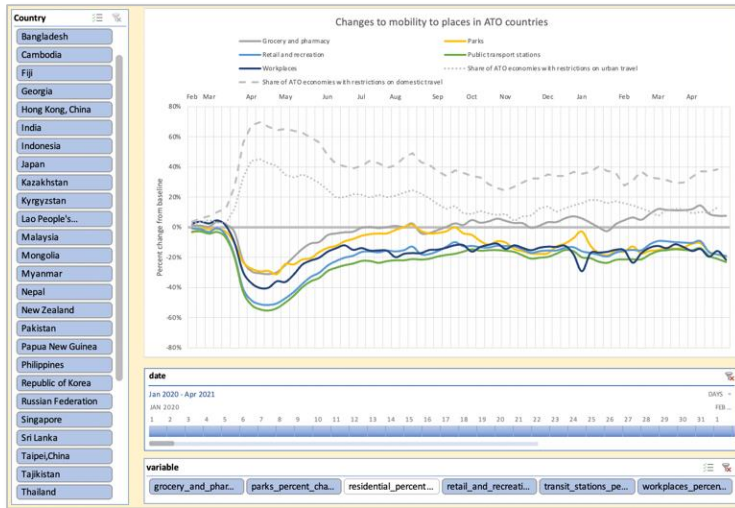 Country
Bangladesh
Cambodia
Fiji
Georgia
Hong Kong, China
India
Indonesia
Japan
Kazakhstan
Kyrgyzstan
Lao People's...
Malaysia
Mongolia
Myanmar
Nepal
New Zealand
Pakistan
Papua New Guinea
Philippines
Republic of Korea
Russian Federation
Singapore
Sri Lanka
Taipei,China
Tajikistan
Thailand
Changes to mobility to places in ATO countries
Grocery and pharmacy
Parks
Retail and recreation
Public transport stations
Workplaces
Share of ATO economies with restrictions on urban travel
Share of ATO economies with restrictions on domestic travel
Feb Mar Apr May Jun Jul Aug Sep Oct Nov Dec Jan Feb Mar Apr
80%
60%
40%
20%
0%
-20%
-40%
-60%
-80%
Percent change from baseline
date
Jan 2020 - Apr 2021
DAYS
JAN 2020
FEB ...
1 2 3 4 5 6 7 8 9 10 11 12 13 14 15 16 17 18 19 20 21 22 23 24 25 26 27 28 29 30 31 1
variable
grocery_and_phar...
parks_percent_cha...
residential_percent...
retail_and_recreati...
transit_stations_pe...
workplaces_percen...